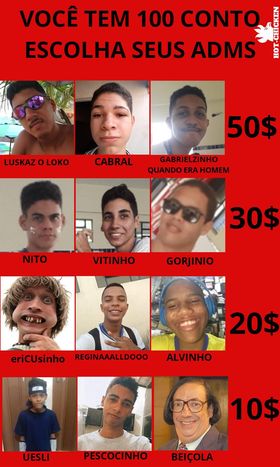 VOCÊ TEM 100 CONTO
ESCOLHA SEUS ADMS
HOT-CHICKEN
50$
LUSKAZ O LOKO
CABRAL
GABRIELZINHO
QUANDO ERA HOMEM
30$
NiTO
VITINHO
GORJINIO
20$
eriCUsinho
REGINAAALLDOOO
ALVINHO
10$
UESLI
PESCOCINHO
BEIÇOLA